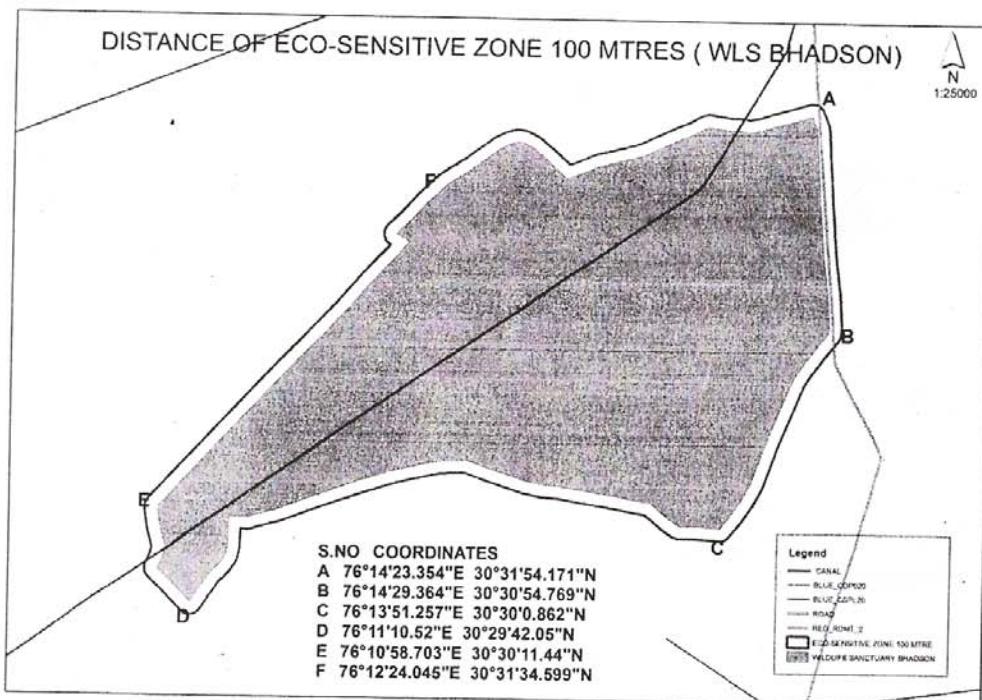 DISTANCE OF ECO-SENSITIVE ZONE 100 MTRES ( WLS BHADSON)
N
1:25000
A
F
B
E
C
D
S.NO COORDINATES
A 76°14'23.354"E 30°31'54.171"N
B 76°14'29.364"E 30°30'54.769"N
C 76°13'51.257"E 30°30'0.862"N
D 76°11'10.52"E 30°29'42.05"N
E 76°10'58.703"E 30°30'11.44"N
F 76°12'24.045"E 30°31'34.599"N
Legend
CANAL
ROAD
ECO-SENSITIVE ZONE 100 MTRE
WILDLIFE SANCTUARY BHADSON